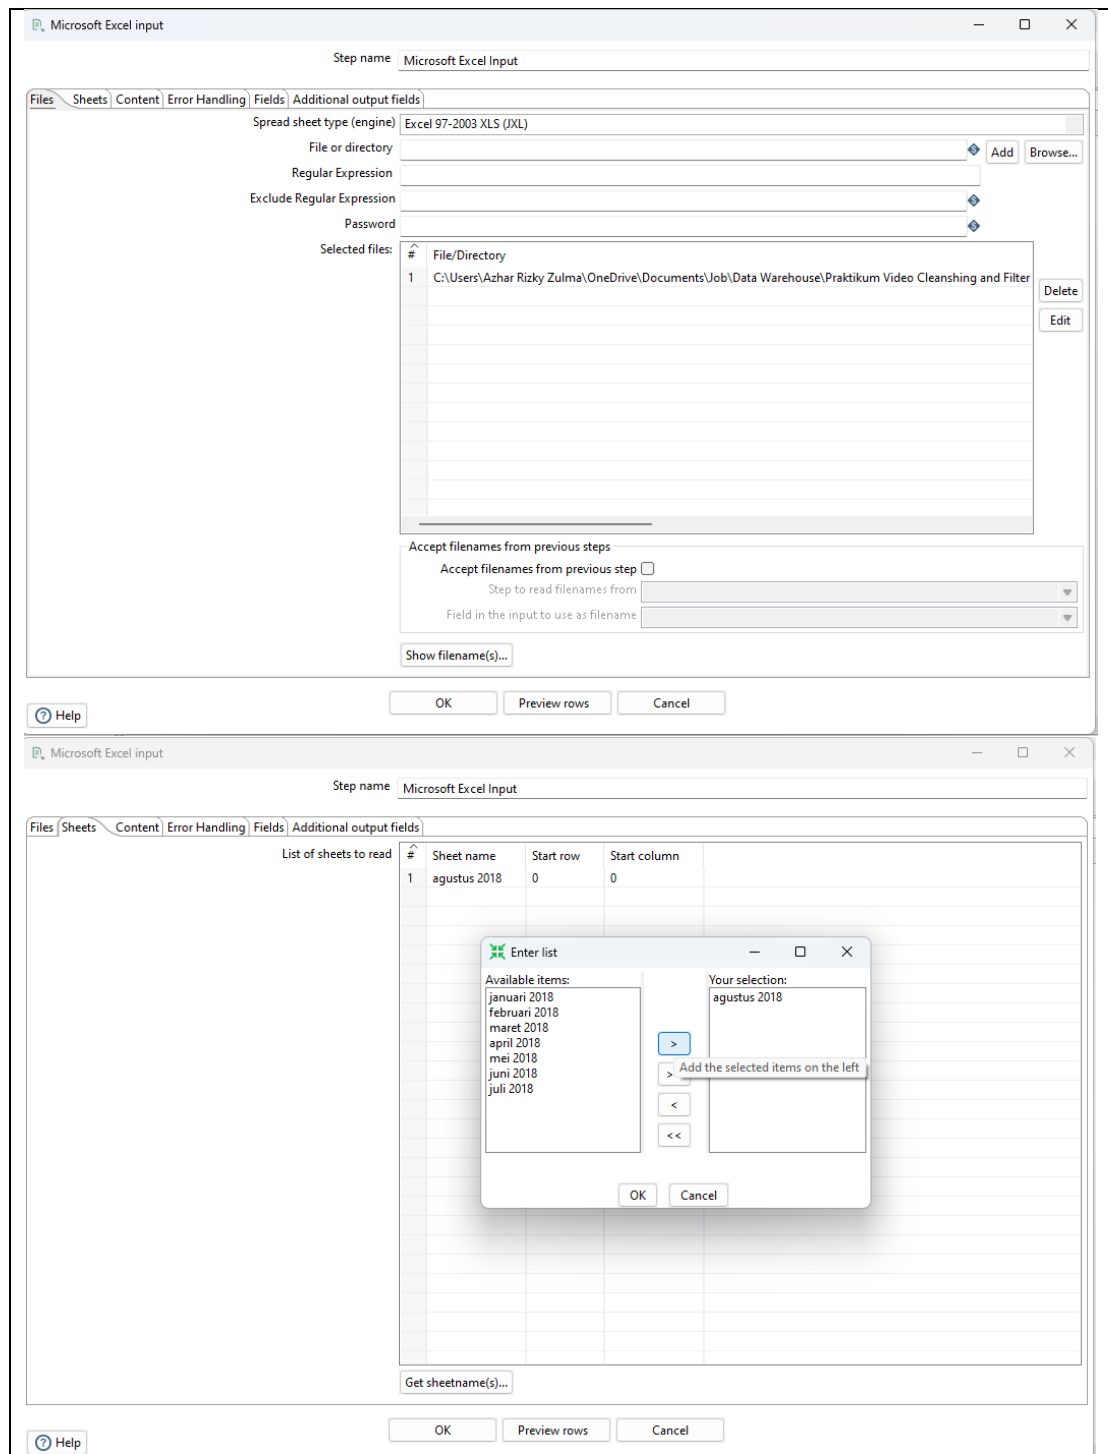 Microsoft Excel input
Step name Microsoft Excel Input
Files Sheets Content Error Handling Fields Additional output fields
Spread sheet type (engine) Excel 97-2003 XLS (JXL)
File or directory Add Browse...
Regular Expression
Exclude Regular Expression
Password
Selected files: # File/Directory
1 C:\Users\Azhar Rizky Zulma\OneDrive\Documents\Job\Data Warehouse\Praktikum Video Cleanshing and Filter
Delete
Edit
Accept filenames from previous steps
Accept filenames from previous step
Step to read filenames from
Field in the input to use as filename
Show filename(s)...
OK Preview rows Cancel
Help
Microsoft Excel input
Step name Microsoft Excel Input
Files Sheets Content Error Handling Fields Additional output fields
List of sheets to read # Sheet name Start row Start column
1 agustus 2018 0 0
Enter list
Available items: Your selection:
januari 2018 agustus 2018
februari 2018
maret 2018
april 2018
mei 2018
juni 2018
juli 2018
>
Add the selected items on the left
>
<
<<
OK Cancel
Get sheetname(s)...
OK Preview rows Cancel
Help